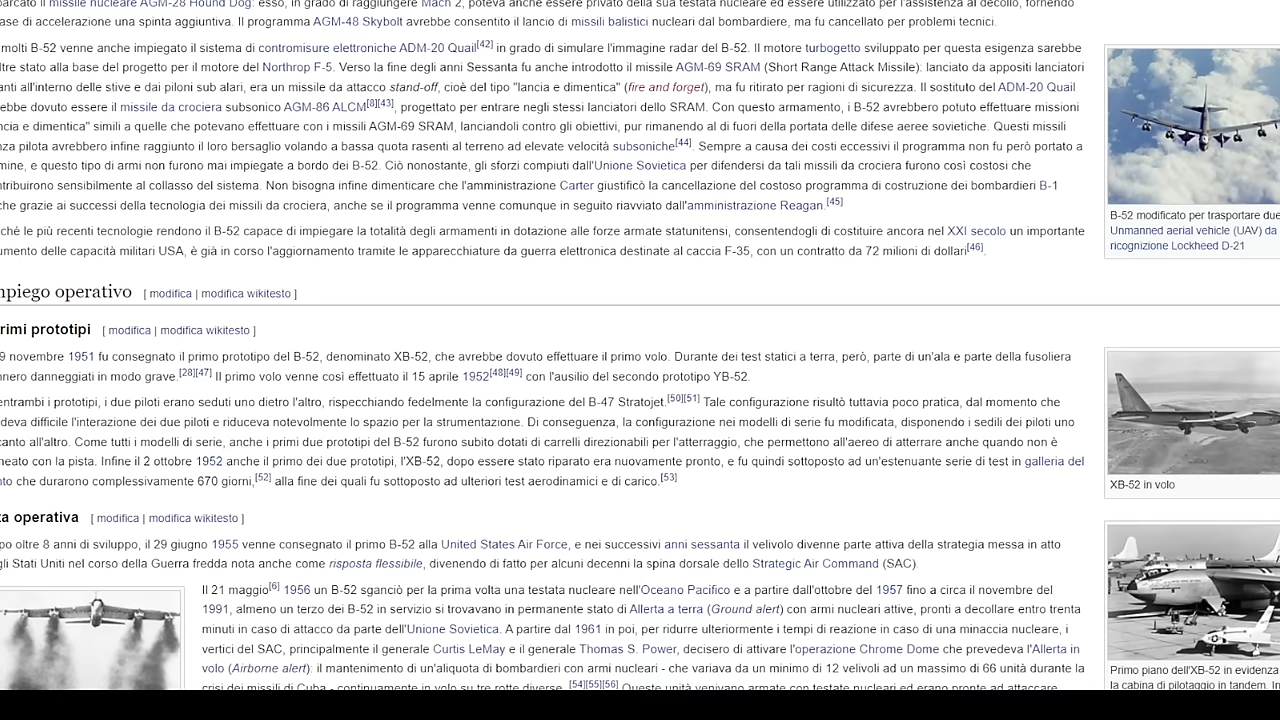 barcato il missile nucleare AGM-28 Hound Dog: esso, in grado di raggiungere Mach 2, poteva anche essere privato della sua testata nucleare ed essere utilizzato per l'assistenza al decollo, fornendo
ase di accelerazione una spinta aggiuntiva. Il programma AGM-48 Skybolt avrebbe consentito il lancio di missili balistici nucleari dal bombardiere, ma fu cancellato per problemi tecnici.
molti B-52 venne anche impiegato il sistema di contromisure elettroniche ADM-20 Quail[42] in grado di simulare l'immagine radar del B-52. Il motore turbogetto sviluppato per questa esigenza sarebbe
ltre stato alla base del progetto per il motore del Northrop F-5. Verso la fine degli anni Sessanta fu anche introdotto il missile AGM-69 SRAM (Short Range Attack Missile): lanciato da appositi lanciatori
anti all'interno delle stive e dai piloni sub alari, era un missile da attacco stand-off, cioè del tipo "lancia e dimentica" (fire and forget), ma fu ritirato per ragioni di sicurezza. Il sostituto del ADM-20 Quail
ebbe dovuto essere il missile da crociera subsonico AGM-86 ALCM[8][43], progettato per entrare negli stessi lanciatori dello SRAM. Con questo armamento, i B-52 avrebbero potuto effettuare missioni
ncia e dimentica" simili a quelle che potevano effettuare con i missili AGM-69 SRAM, lanciandoli contro gli obiettivi, pur rimanendo al di fuori della portata delle difese aeree sovietiche. Questi missili
nza pilota avrebbero infine raggiunto il loro bersaglio volando a bassa quota rasenti al terreno ed elevate velocità subsoniche[44]. Sempre a causa dei costi eccessivi il programma non fu però portato a
mine, e questo tipo di armi non furono mai impiegate a bordo dei B-52. Ciò nonostante, gli sforzi compiuti dall'Unione Sovietica per difendersi da tali missili da crociera furono così costosi che
ntribuirono sensibilmente al collasso del sistema. Non bisogna infine dimenticare che l'amministrazione Carter giustificò la cancellazione del costoso programma di costruzione dei bombardieri B-1
che grazie ai successi della tecnologia dei missili da crociera, anche se il programma venne comunque in seguito riavviato dall'amministrazione Reagan.[45]
ichè le più recenti tecnologie rendono il B-52 capace di impiegare la totalità degli armamenti in dotazione alle forze armate statunitensi, consentendogli di costituire ancora nel XXI secolo un importante
umento delle capacità militari USA, è già in corso l'aggiornamento tramite le apparecchiature da guerra elettronica destinate al caccia F-35, con un contratto da 72 milioni di dollari[46].
B-52 modificato per trasportare due
Unmanned aerial vehicle (UAV) da
ricognizione Lockheed D-21
mpiego operativo [ modifica | modifica wikitesto ]
rimi prototipi [ modifica | modifica wikitesto ]
9 novembre 1951 fu consegnato il primo prototipo del B-52, denominato XB-52, che avrebbe dovuto effettuare il primo volo. Durante dei test statici a terra, però, parte di un'ala e parte della fusoliera
nnero danneggiati in modo grave.[28][47] Il primo volo venne così effettuato il 15 aprile 1952[48][49] con l'ausilio del secondo prototipo YB-52.
entrambi i prototipi, i due piloti erano seduti uno dietro l'altro, rispecchiando fedelmente la configurazione del B-47 Stratojet.[50][51] Tale configurazione risultò tuttavia poco pratica, dal momento che
deva difficile l'interazione dei due piloti e riduceva notevolmente lo spazio per la strumentazione. Di conseguenza, la configurazione nei modelli di serie fu modificata, disponendo i sedili dei piloti uno
canto all'altro. Come tutti i modelli di serie, anche i primi due prototipi del B-52 furono subito dotati di carrelli direzionabili per l'atterraggio, che permettono all'aereo di atterrare anche quando non è
neato con la pista. Infine il 2 ottobre 1952 anche il primo dei due prototipi, l'XB-52, dopo essere stato riparato era nuovamente pronto, e fu quindi sottoposto ad un'estenuante serie di test in galleria del
nto che durarono complessivamente 670 giorni,[52] alla fine dei quali fu sottoposto ad ulteriori test aerodinamici e di carico.[53]
XB-52 in volo
ta operativa [ modifica | modifica wikitesto ]
po oltre 8 anni di sviluppo, il 29 giugno 1955 venne consegnato il primo B-52 alla United States Air Force, e nei successivi anni sessanta il velivolo divenne parte attiva della strategia messa in atto
gli Stati Uniti nel corso della Guerra fredda nota anche come risposta flessibile, divenendo di fatto per alcuni decenni la spina dorsale dello Strategic Air Command (SAC).
Il 21 maggio[6] 1956 un B-52 sganciò per la prima volta una testata nucleare nell'Oceano Pacifico e a partire dall'ottobre del 1957 fino a circa il novembre del
1991, almeno un terzo dei B-52 in servizio si trovavano in permanente stato di Allerta a terra (Ground alert) con armi nucleari attive, pronti a decollare entro trenta
minuti in caso di attacco da parte dell'Unione Sovietica. A partire dal 1961 in poi, per ridurre ulteriormente i tempi di reazione in caso di una minaccia nucleare, i
vertici del SAC, principalmente il generale Curtis LeMay e il generale Thomas S. Power, decisero di attivare l'operazione Chrome Dome che prevedeva l'Allerta in
volo (Airborne alert): il mantenimento di un'aliquota di bombardieri con armi nucleari - che variava da un minimo di 12 velivoli ad un massimo di 66 unità durante la
crisi dei missili di Cuba - continuamente in volo su tre rotte diverse. [54][55][56] Queste unità venivano armate con testate nucleari ed erano pronte ad attaccare
Primo piano dell'XB-52 in evidenza
la cabina di pilotaggio in tandem. In